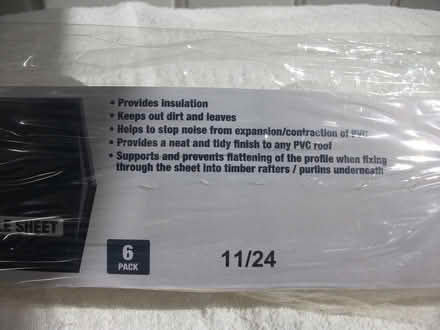 • Provides insulation
• Keeps out dirt and leaves
• Helps to stop noise from expansion/contraction of PVC
• Provides a neat and tidy finish to any PVC roof
• Supports and prevents flattening of the profile when fixing
through the sheet into timber rafters / purlins underneath
SHEET
6
PACK
11/24